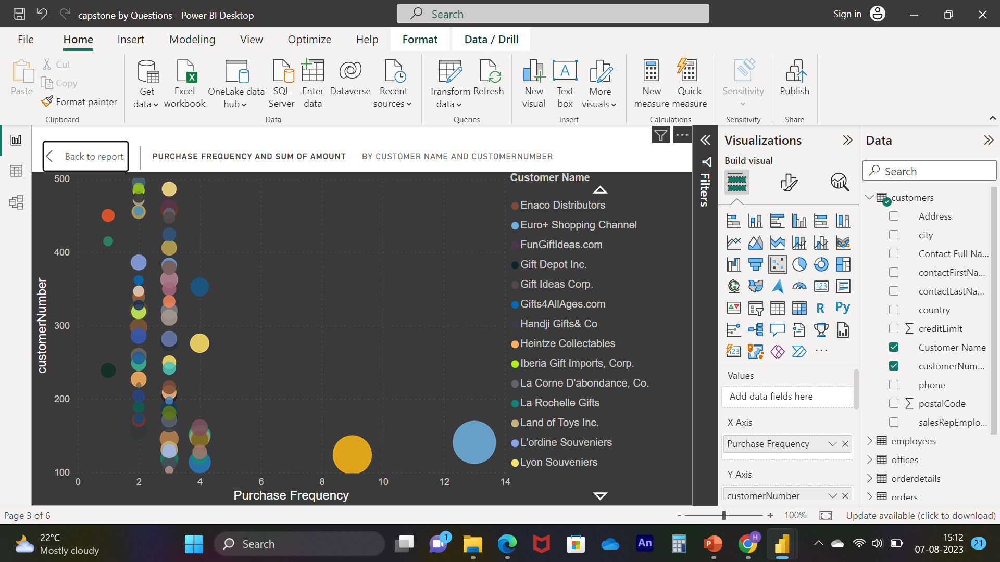 capstone by Questions - Power BI Desktop
Search
Sign in
File
Home
Insert
Modeling
View
Optimize
Help
Format
Data / Drill
Paste
Cut
Copy
Format painter
Clipboard
Get data
Excel workbook
OneLake data hub
SQL Server
Enter data
Dataverse
Recent sources
Data
Transform data
Refresh
Queries
New visual
Text box
More visuals
Insert
New measure
Quick measure
Calculations
Sensitivity
Sensitivity
Publish
Share
Back to report
PURCHASE FREQUENCY AND SUM OF AMOUNT
BY CUSTOMER NAME AND CUSTOMERNUMBER
500
400
300
200
100
customerNumber
0
2
4
6
8
10
12
14
Purchase Frequency
Customer Name
Enaco Distributors
Euro+ Shopping Channel
FunGiftIdeas.com
Gift Depot Inc.
Gift Ideas Corp.
Gifts4AllAges.com
Handji Gifts& Co
Heintze Collectables
Iberia Gift Imports, Corp.
La Corne D'abondance, Co.
La Rochelle Gifts
Land of Toys Inc.
L'ordine Souveniers
Lyon Souveniers
Filters
Visualizations
Build visual
123
R
Py
123
Values
Add data fields here
X Axis
Purchase Frequency
Y Axis
customerNumber
Data
Search
customers
Address
city
Contact Full Na...
contactFirstNa...
contactLastNa...
country
creditLimit
Customer Name
customerNum...
phone
postalCode
salesRepEmplo...
employees
offices
orderdetails
orders
Page 3 of 6
- + 100%
Update available (click to download)
22°C
Mostly cloudy
Search
1
An
P
H
15:12
07-08-2023
21